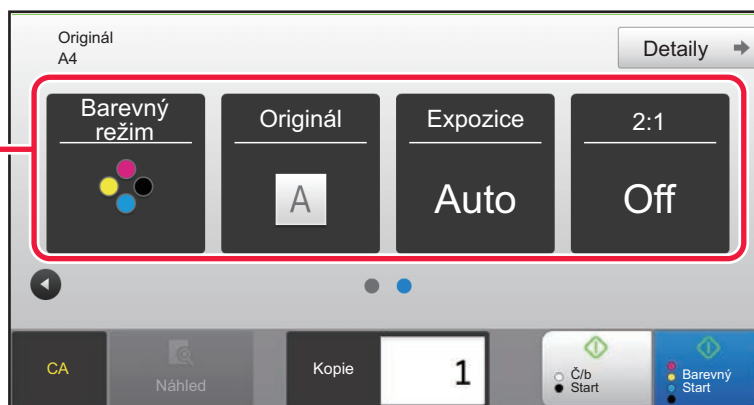 Originál
A4
Detaily
Barevný
režim
Originál
A
Expozice
Auto
2:1
Off
CA
Náhled
Kopie
1
Č/b
Start
Barevný
Start